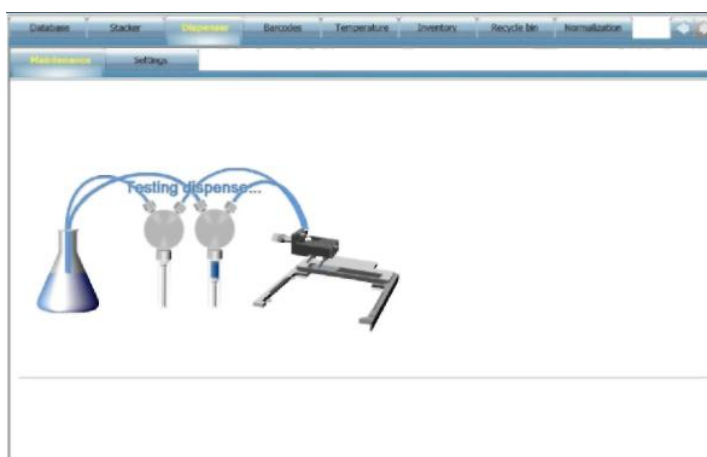 Database Stacker Dispenser Barcodes Temperature Inventory Recycle bin Normalization
Maintenance Settings
Testing dispense...